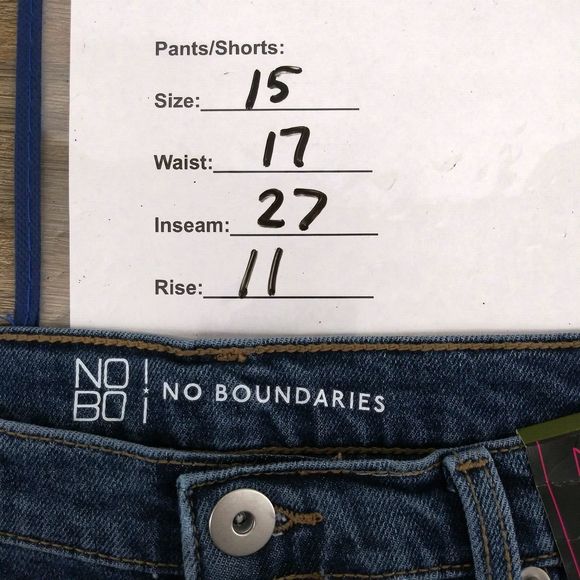 Pants/Shorts:
Size: 15
Waist: 17
Inseam: 27
Rise: 11
NO
BO
NO BOUNDARIES